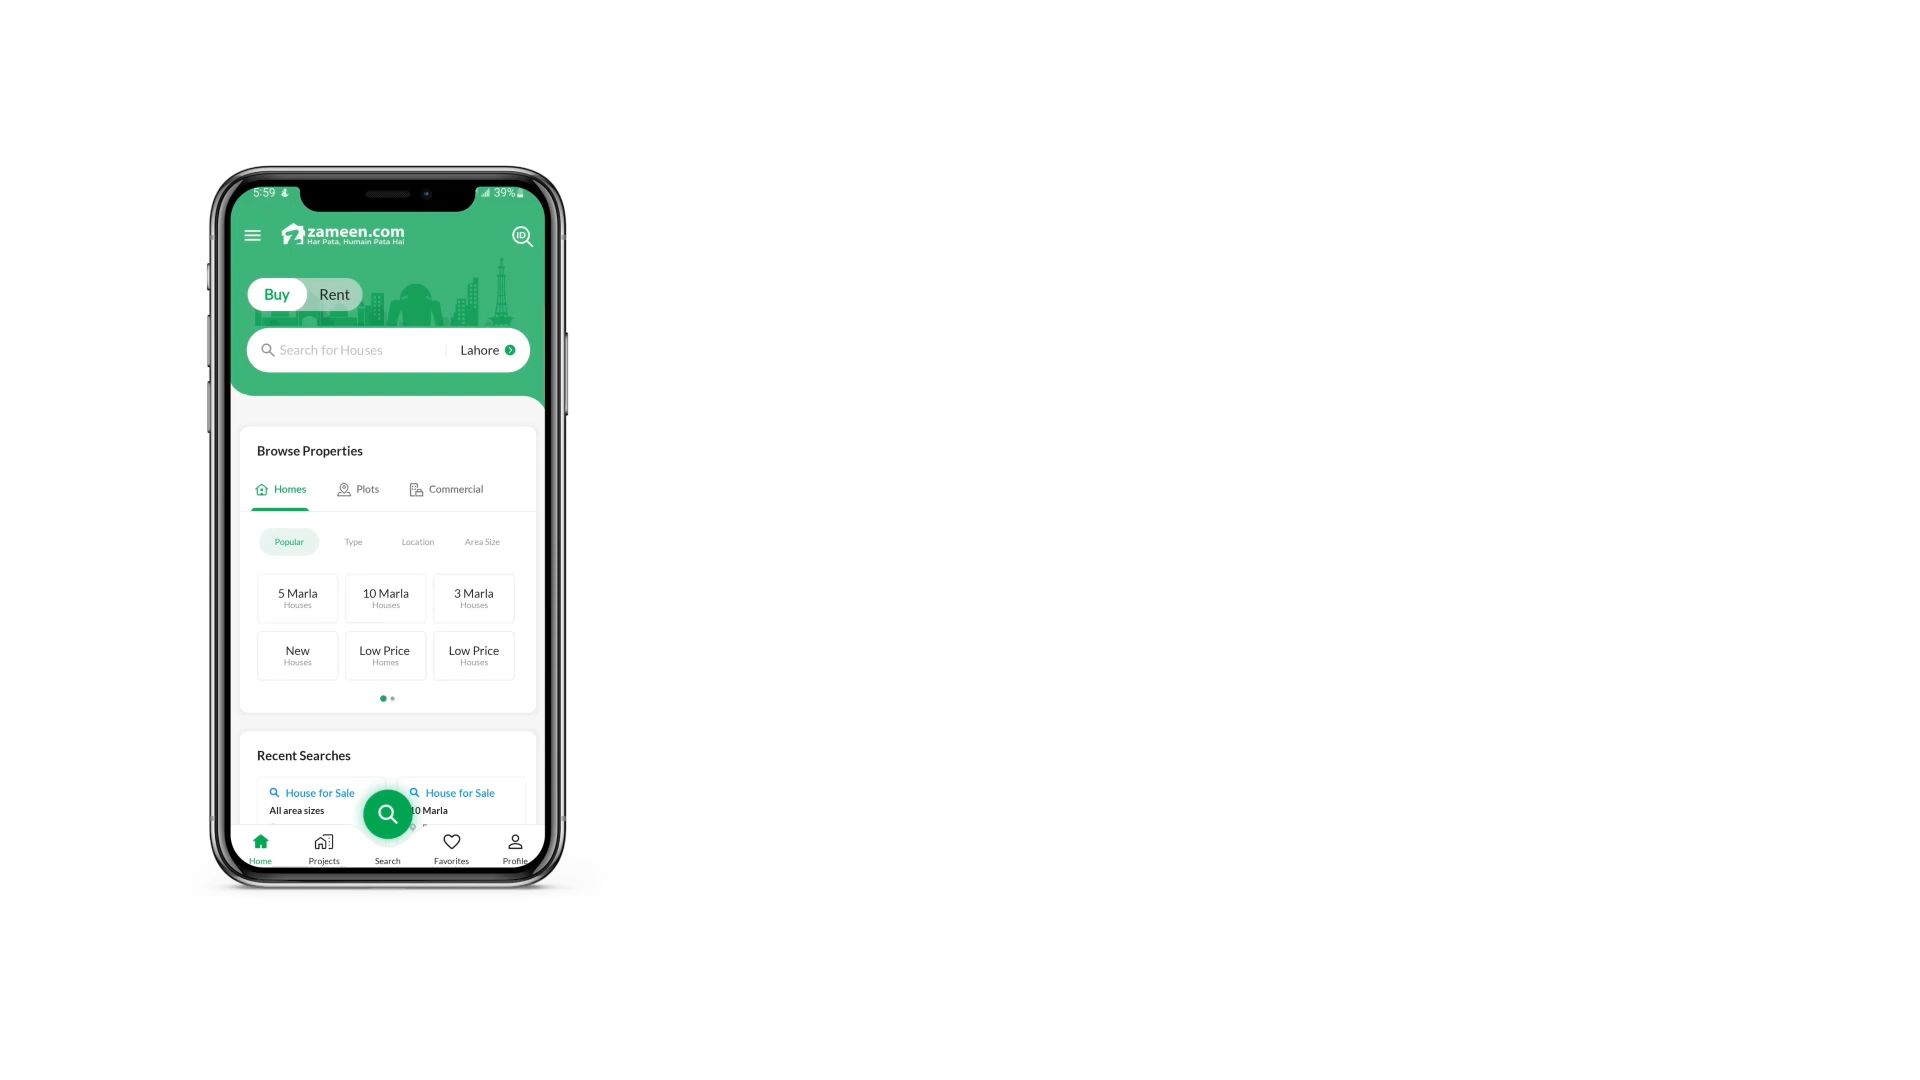 5:59
39%
zameen.com
Har Pata, Humain Pata Hai
ID
Buy Rent
Search for Houses Lahore
Browse Properties
Homes Plots Commercial
Popular Type Location Area Size
5 Marla 10 Marla 3 Marla
Houses Houses Houses
New Low Price Low Price
Houses Homes Houses
Recent Searches
House for Sale House for Sale
All area sizes 10 Marla
Home Projects Search Favorites Profile